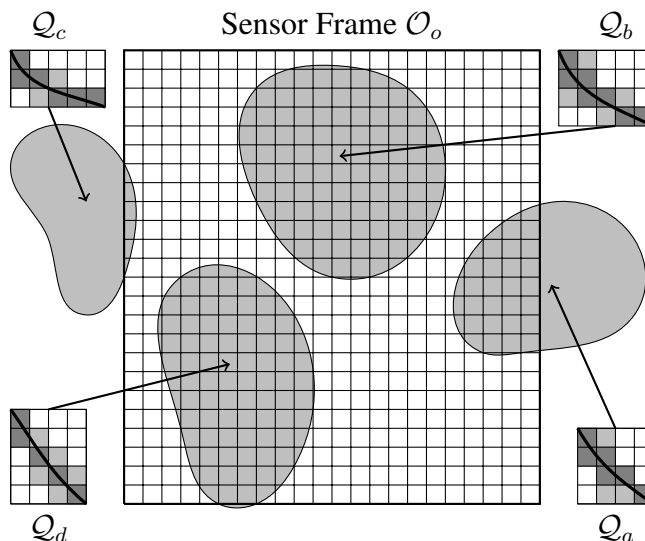 𝒬_c Sensor Frame 𝒪_o 𝒬_b
𝒬_d 𝒬_a